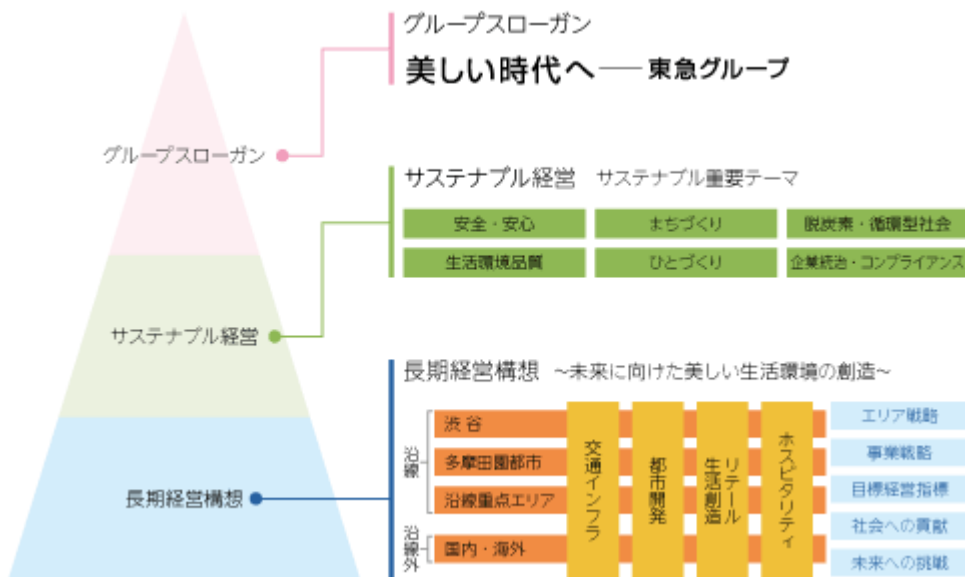 グループスローガン
美しい時代へ──東急グループ
グループスローガン
サステナブル経営 サステナブル重要テーマ
安全・安心 まちづくり 脱炭素・循環型社会
生活環境品質 ひとづくり 企業統治・コンプライアンス
サステナブル経営
長期経営構想 ~未来に向けた美しい生活環境の創造~
長期経営構想
沿線
渋谷
多摩田園都市
沿線重点エリア
沿線外
国内・海外
交通インフラ
都市開発
リテール
生活創造
ホスピタリティ
エリア戦略
事業戦略
目標経営指標
社会への貢献
未来への挑戦